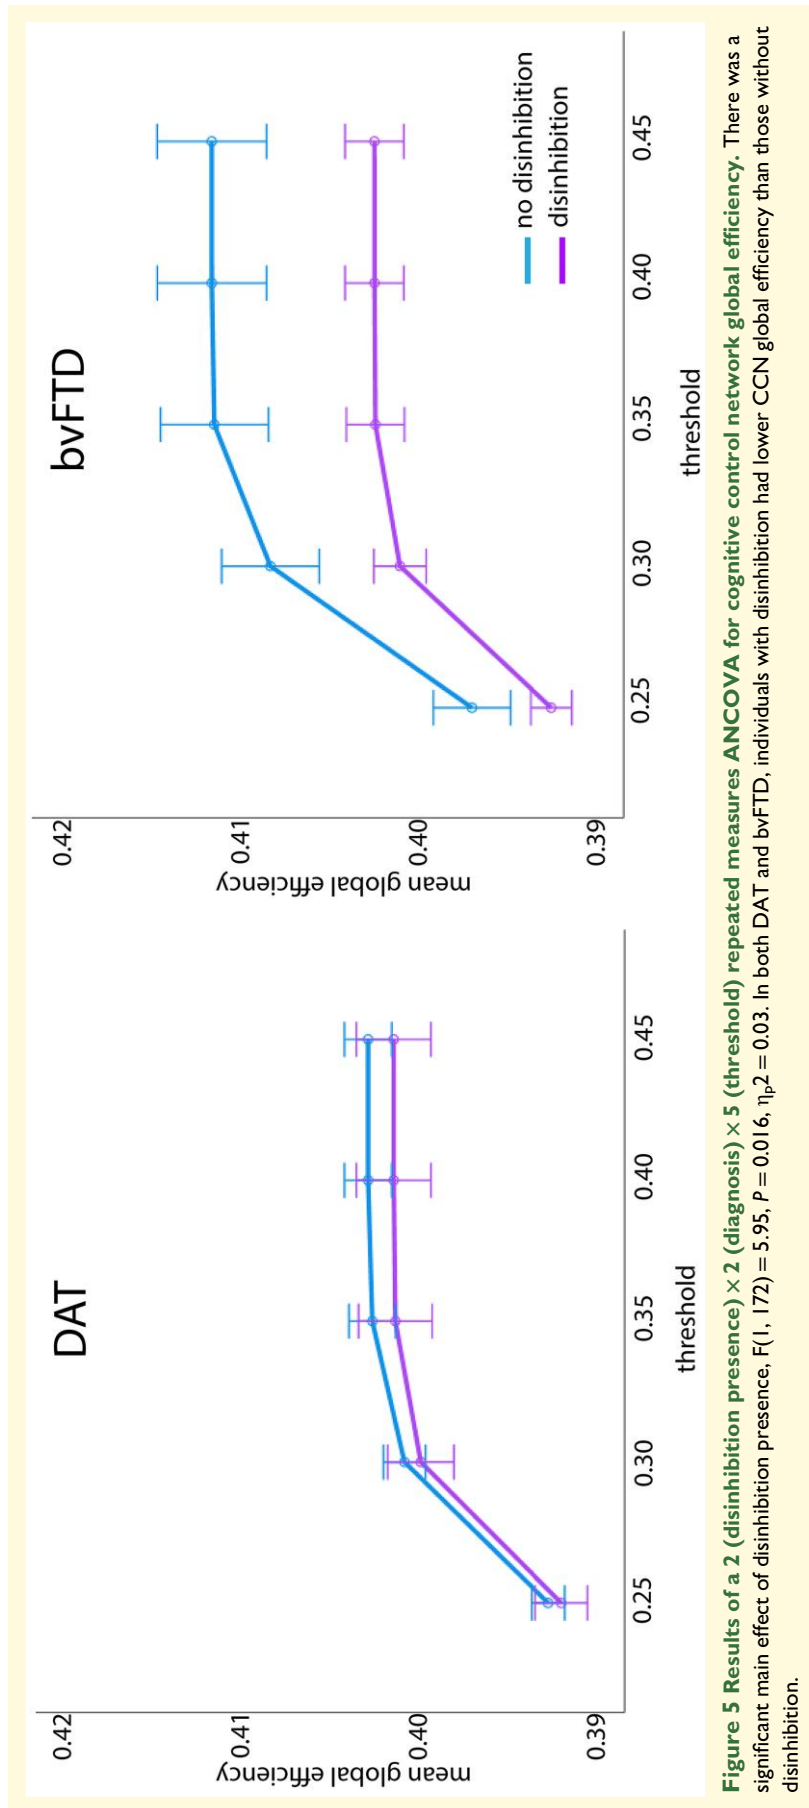 DAT
mean global efficiency
0.42
0.41
0.40
0.39
0.25
0.30
0.35
0.40
0.45
threshold
bvFTD
mean global efficiency
0.42
0.41
0.40
0.39
0.25
0.30
0.35
0.40
0.45
threshold
no disinhibition
disinhibition
Figure 5 Results of a 2 (disinhibition presence) × 2 (diagnosis) × 5 (threshold) repeated measures ANCOVA for cognitive control network global efficiency. There was a
significant main effect of disinhibition presence, F(1, 172) = 5.95, P = 0.016, ηp2 = 0.03. In both DAT and bvFTD, individuals with disinhibition had lower CCN global efficiency than those without
disinhibition.